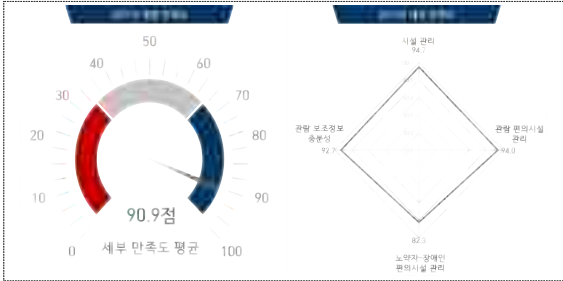 50
40
60
30
70
20
80
10
90
0
100
90.9점
세부 만족도 평균
시설 관리
94.7
관람 보조정보
충분성
92.7
관람 편의시설
관리
94.0
82.3
노약자·장애인
편의시설 관리